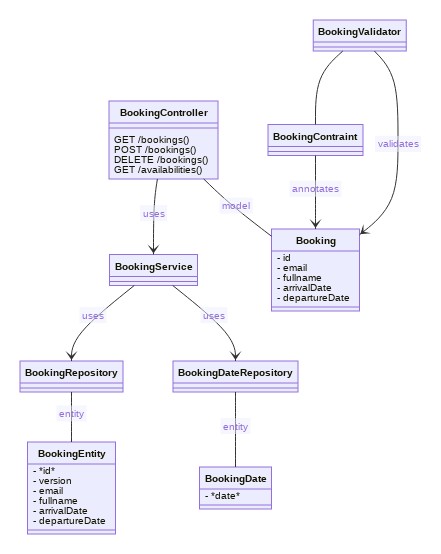 BookingValidator
BookingController
GET /bookings()
POST /bookings()
DELETE /bookings()
GET /availabilities()
BookingContraint
validates
annotates
model
uses
Booking
- id
- email
- fullname
- arrivalDate
- departureDate
BookingService
uses
uses
BookingRepository
BookingDateRepository
entity
entity
BookingEntity
- *id*
- version
- email
- fullname
- arrivalDate
- departureDate
BookingDate
- *date*